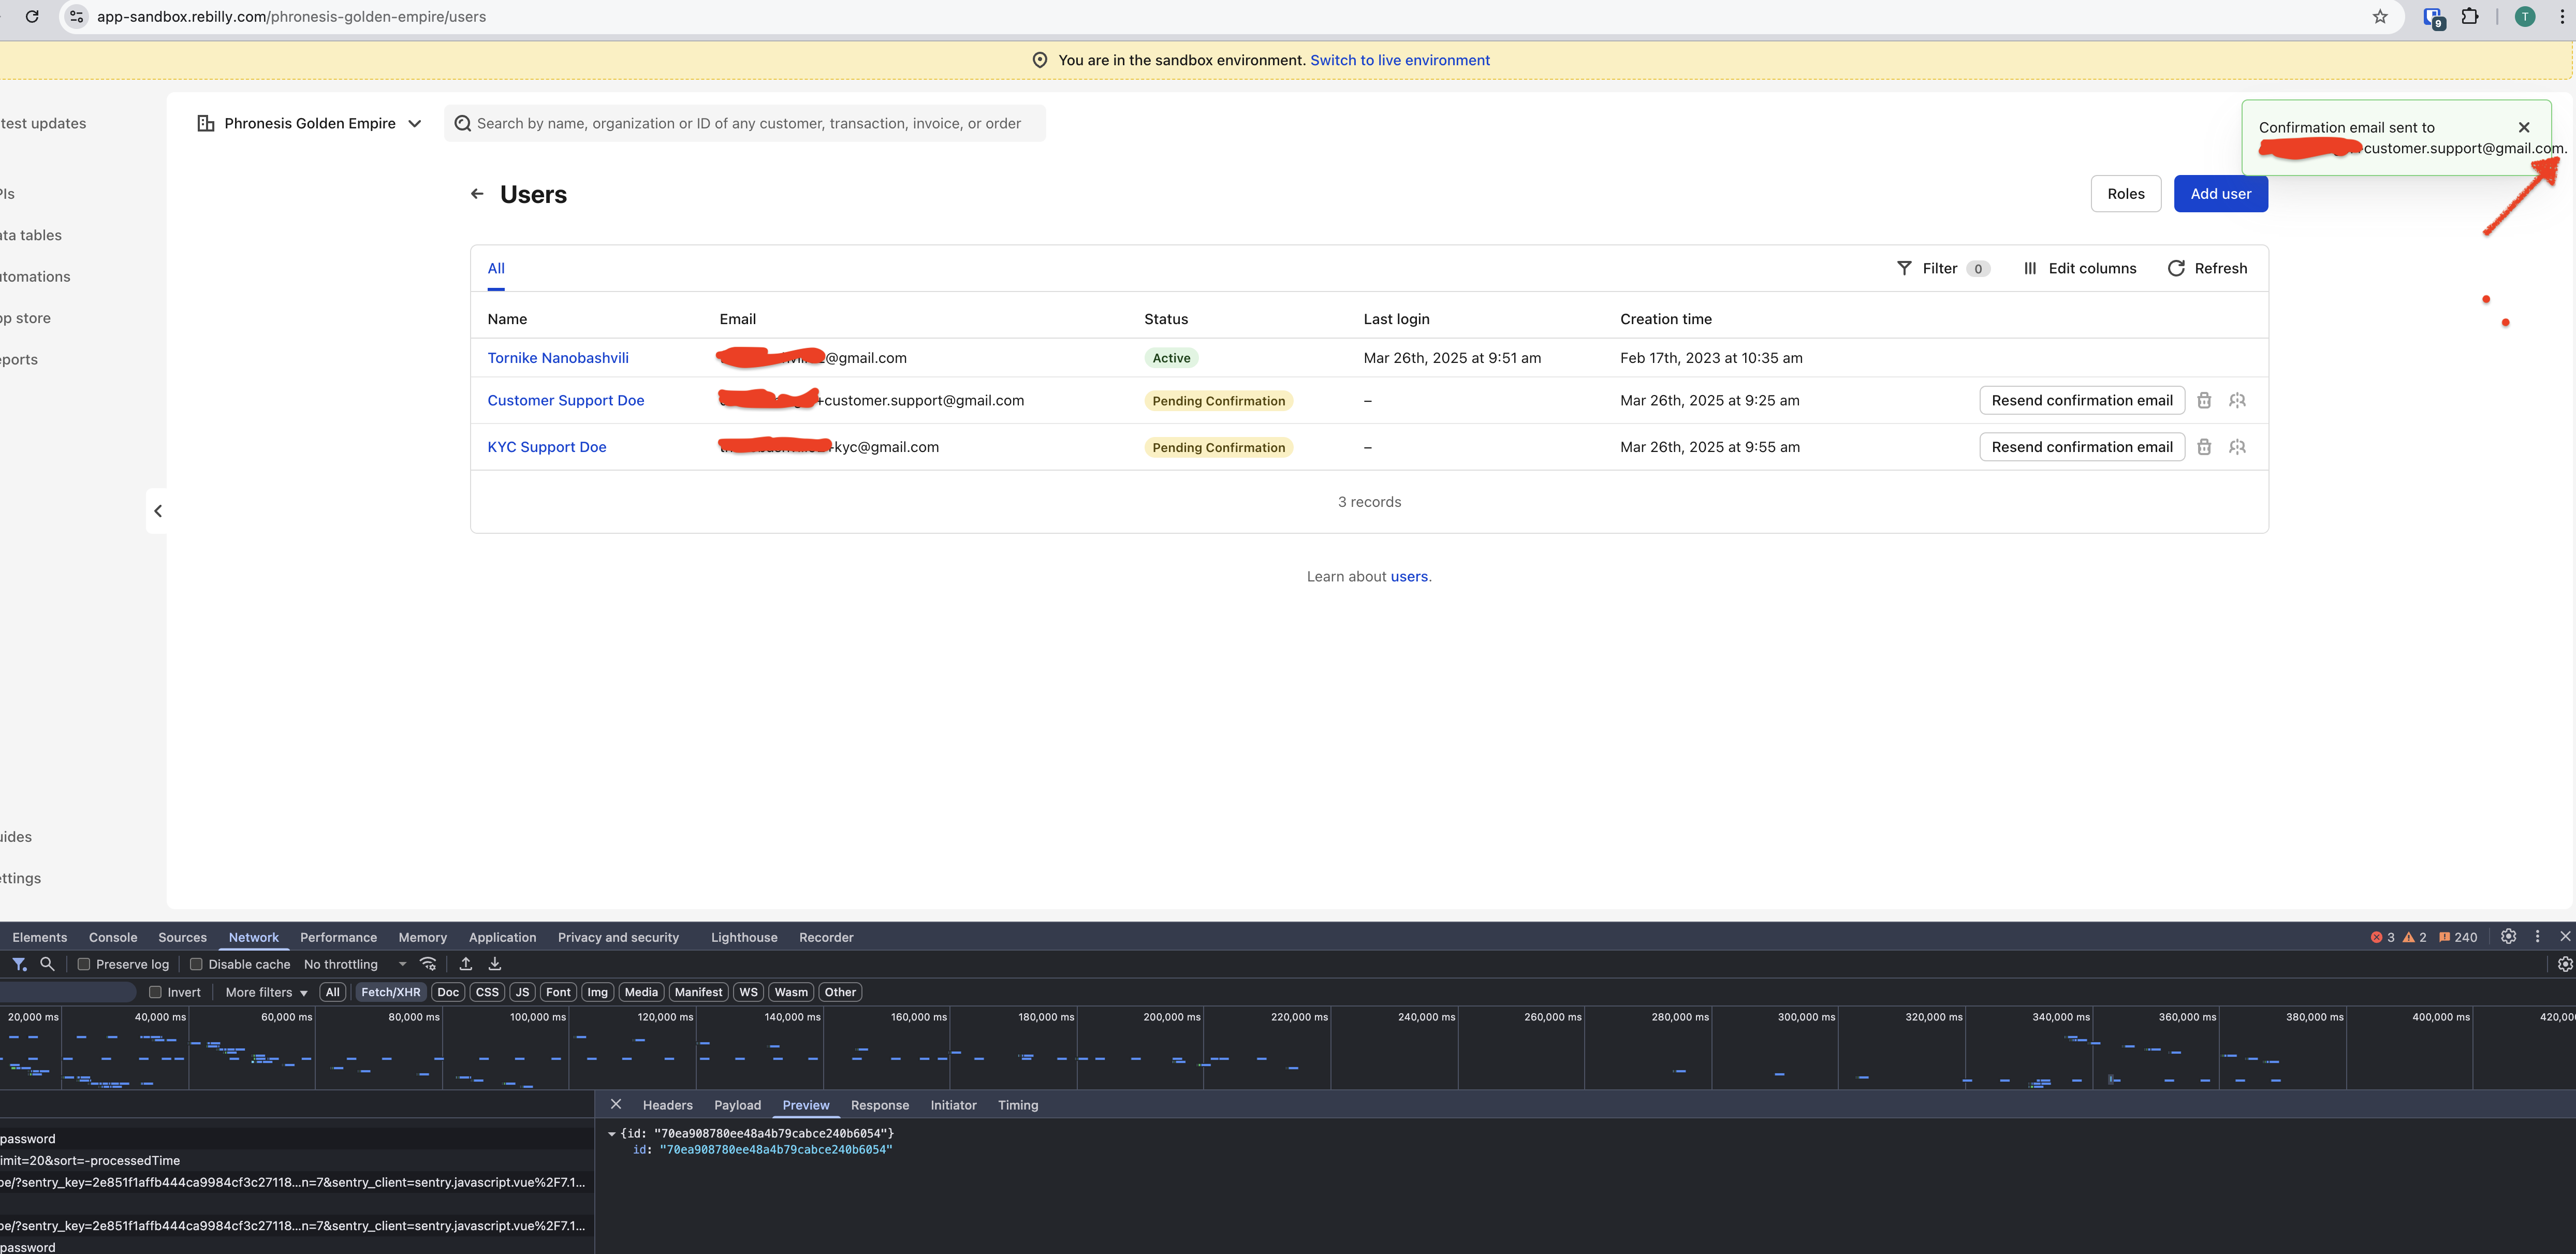 app-sandbox.rebilly.com/phronesis-golden-empire/users
9
T
You are in the sandbox environment. Switch to live environment
test updates
Phronesis Golden Empire
Search by name, organization or ID of any customer, transaction, invoice, or order
Confirmation email sent to
customer.support@gmail.com.
PIs
ata tables
utomations
pp store
eports
uides
ettings
Users
Roles
Add user
All
Filter 0
Edit columns
Refresh
Name Email Status Last login Creation time
Tornike Nanobashvili @gmail.com Active Mar 26th, 2025 at 9:51 am Feb 17th, 2023 at 10:35 am
Customer Support Doe +customer.support@gmail.com Pending Confirmation – Mar 26th, 2025 at 9:25 am Resend confirmation email
KYC Support Doe kyc@gmail.com Pending Confirmation – Mar 26th, 2025 at 9:55 am Resend confirmation email
3 records
Learn about users.
Elements Console Sources Network Performance Memory Application Privacy and security Lighthouse Recorder 3 2 240
Preserve log Disable cache No throttling
Invert More filters All Fetch/XHR Doc CSS JS Font Img Media Manifest WS Wasm Other
20,000 ms 40,000 ms 60,000 ms 80,000 ms 100,000 ms 120,000 ms 140,000 ms 160,000 ms 180,000 ms 200,000 ms 220,000 ms 240,000 ms 260,000 ms 280,000 ms 300,000 ms 320,000 ms 340,000 ms 360,000 ms 380,000 ms 400,000 ms 420,00
Headers Payload Preview Response Initiator Timing
password
imit=20&sort=-processedTime
pe/?sentry_key=2e851f1affb444ca9984cf3c27118...n=7&sentry_client=sentry.javascript.vue%2F7.1...
pe/?sentry_key=2e851f1affb444ca9984cf3c27118...n=7&sentry_client=sentry.javascript.vue%2F7.1...
password
{id: "70ea908780ee48a4b79cabce240b6054"}
id: "70ea908780ee48a4b79cabce240b6054"